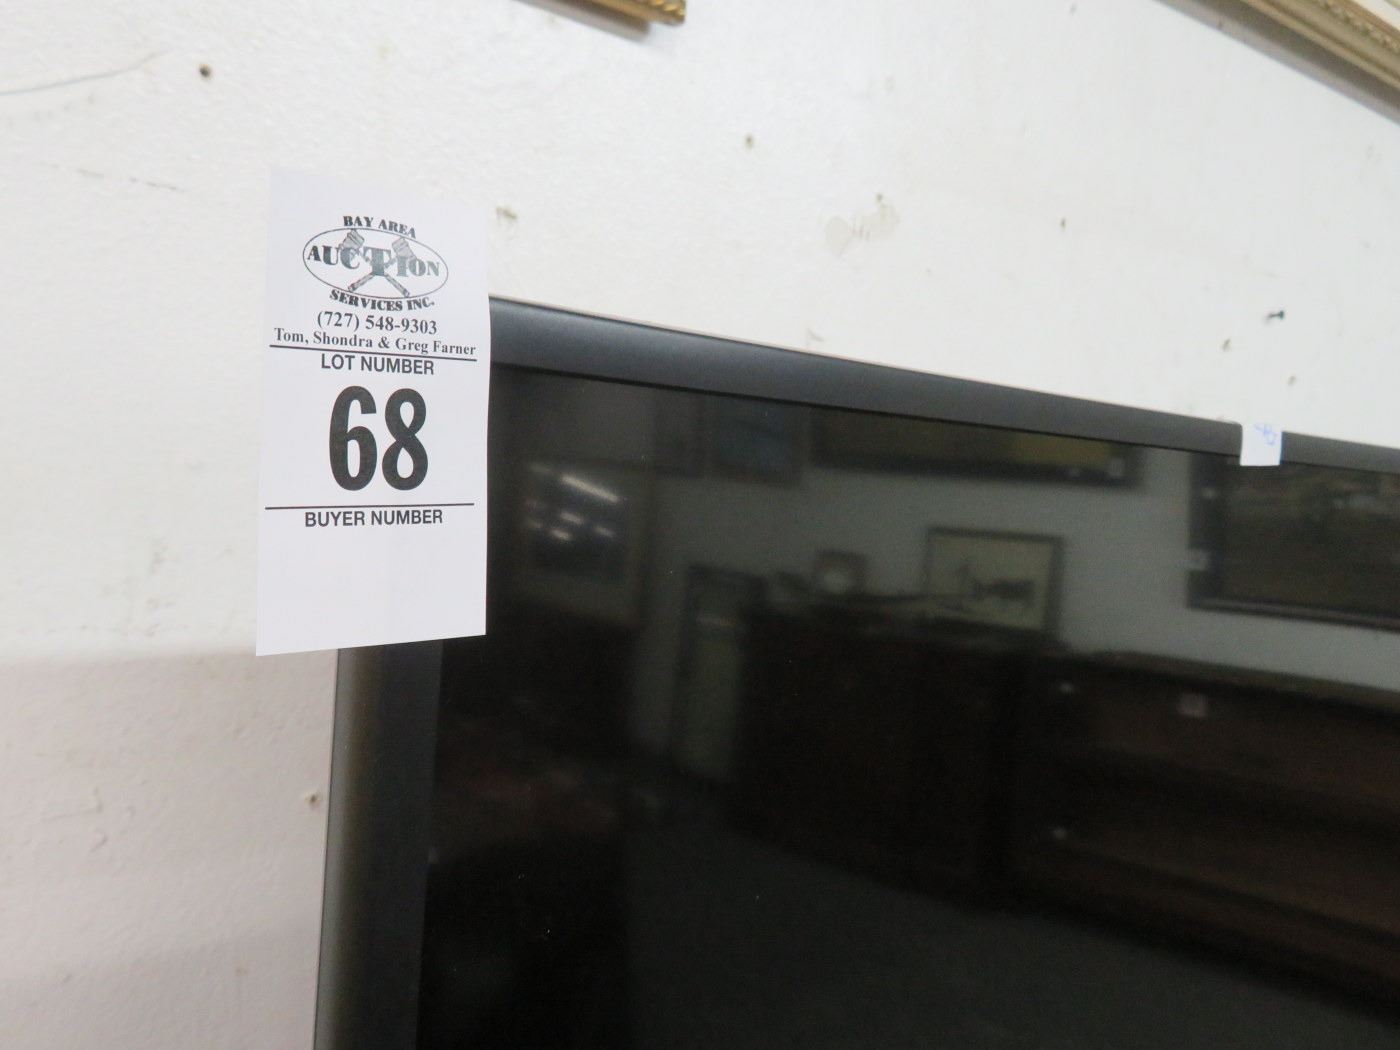 BAY AREA
AUCTION
SERVICES INC.
(727) 548-9303
Tom, Shondra & Greg Farner
LOT NUMBER
68
BUYER NUMBER